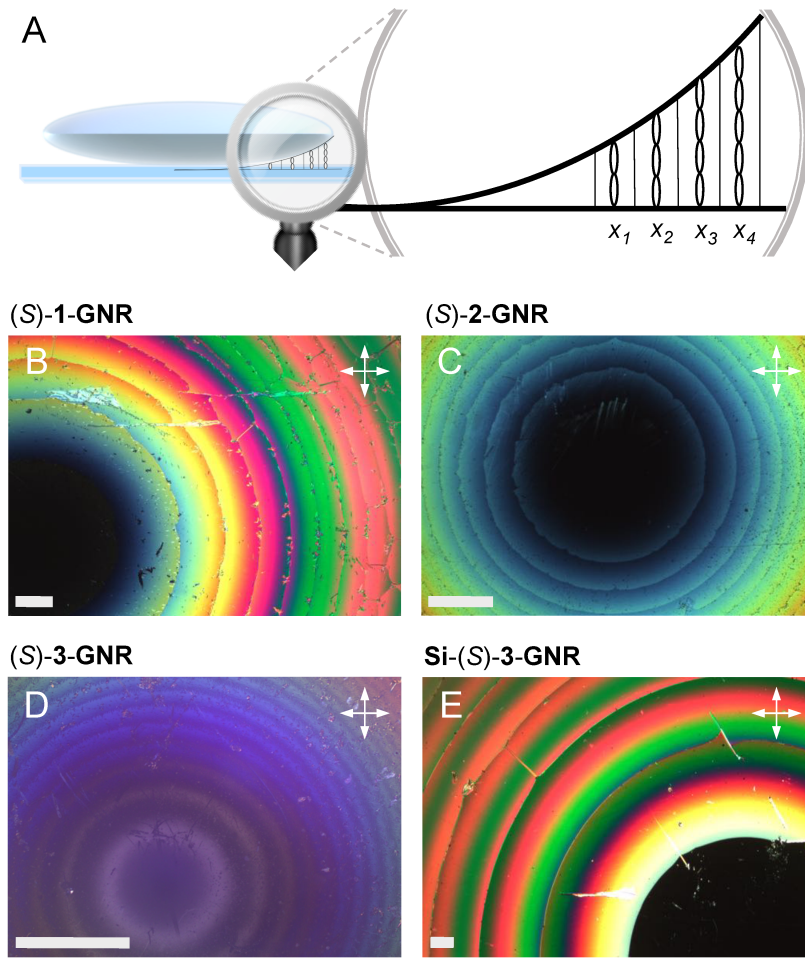 A
x1 x2 x3 x4
(S)-1-GNR
(S)-2-GNR
B
C
(S)-3-GNR
Si-(S)-3-GNR
D
E